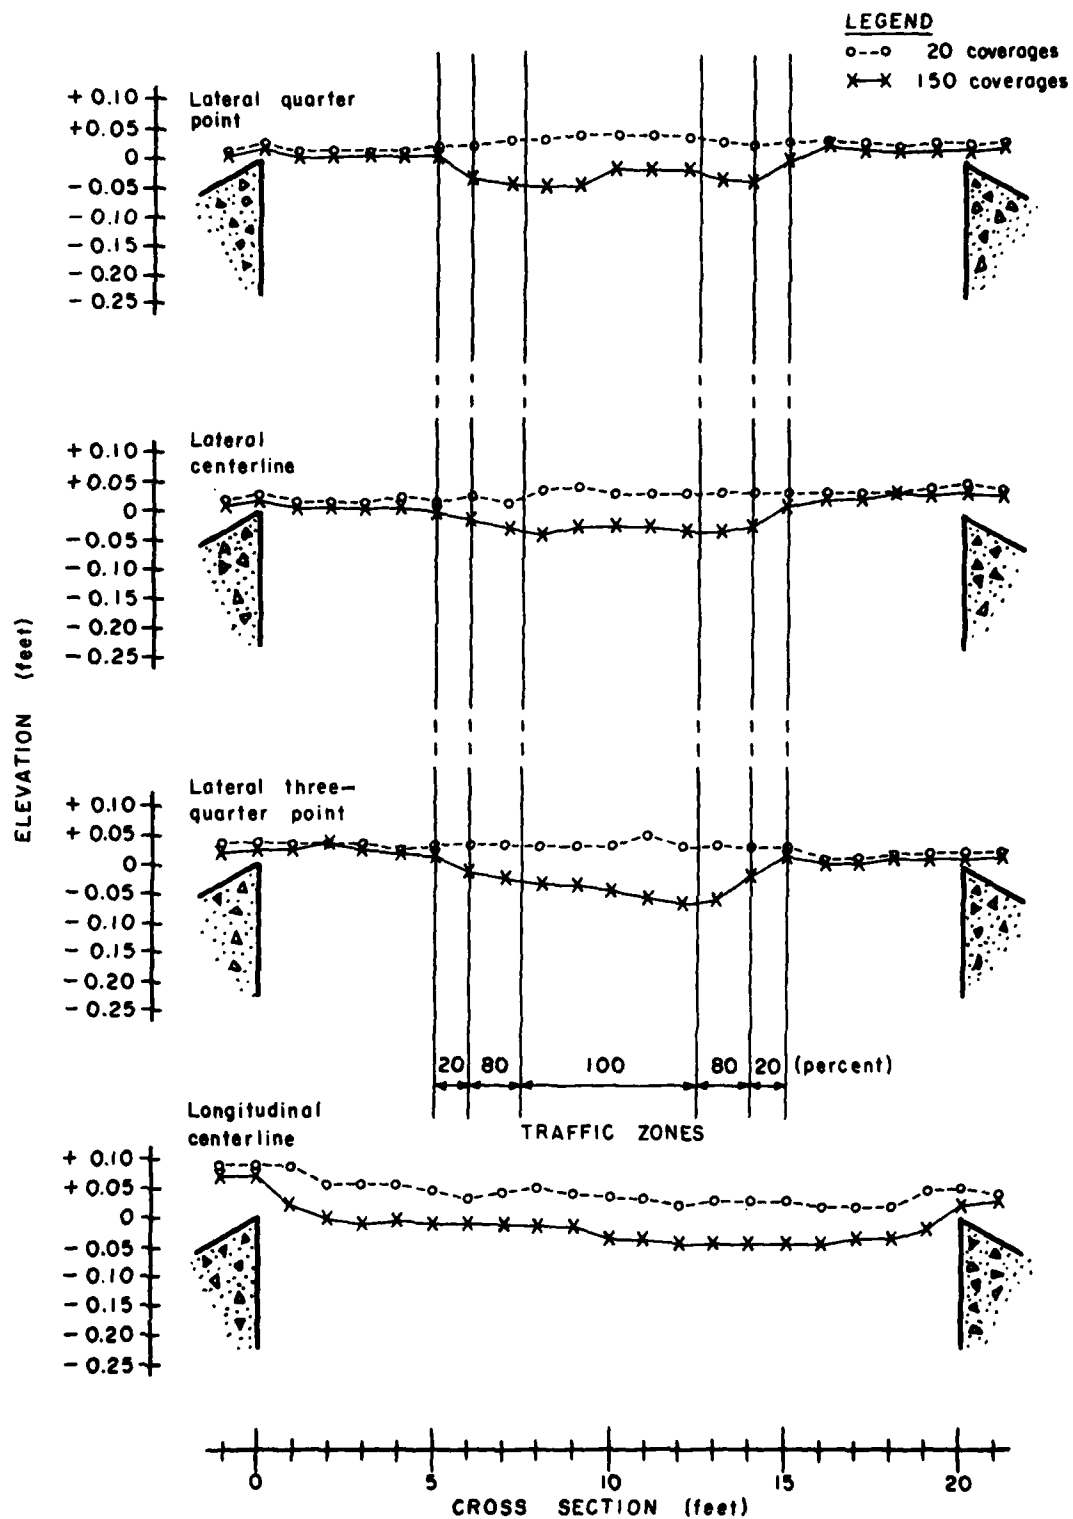 LEGEND
o--o 20 coverages
x—x 150 coverages
Lateral quarter
point
+ 0.10
+0.05
0
- 0.05
- 0.10
- 0.15
- 0.20
- 0.25
Lateral
centerline
+ 0.10
+ 0.05
0
- 0.05
- 0.10
- 0.15
- 0.20
- 0.25
ELEVATION (feet)
Lateral three-
quarter point
+ 0.10
+ 0.05
0
- 0.05
- 0.10
- 0.15
- 0.20
- 0.25
20 80 100 80 20 (percent)
TRAFFIC ZONES
Longitudinal
centerline
+ 0.10
+ 0.05
0
- 0.05
- 0.10
- 0.15
- 0.20
- 0.25
0 5 10 15 20
CROSS SECTION (feet)